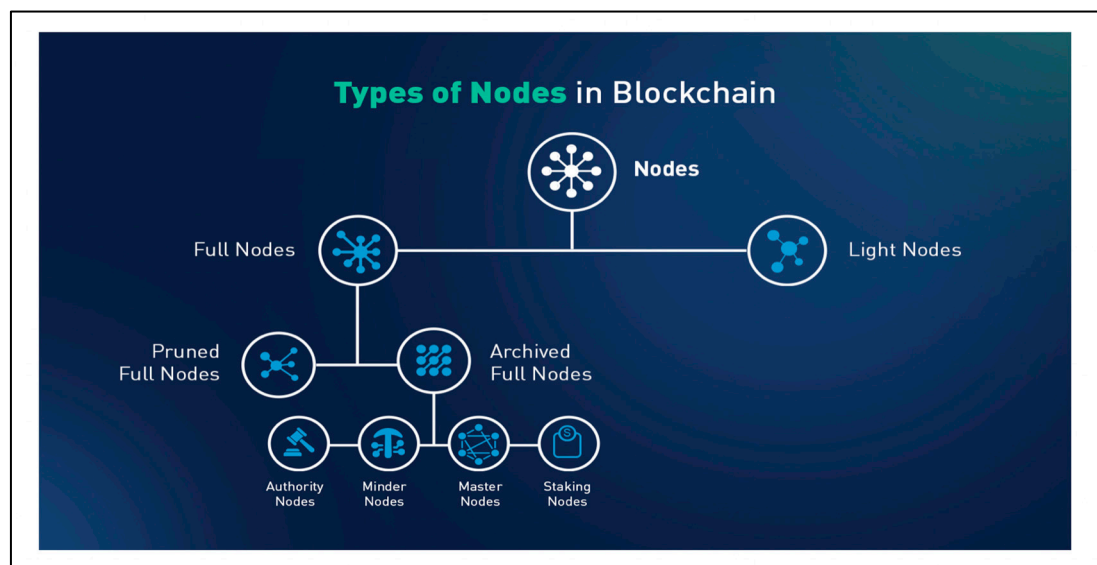 Types of Nodes in Blockchain
Nodes
Full Nodes
Light Nodes
Pruned
Full Nodes
Archived
Full Nodes
Authority
Nodes
Minder
Nodes
Master
Nodes
Staking
Nodes
S